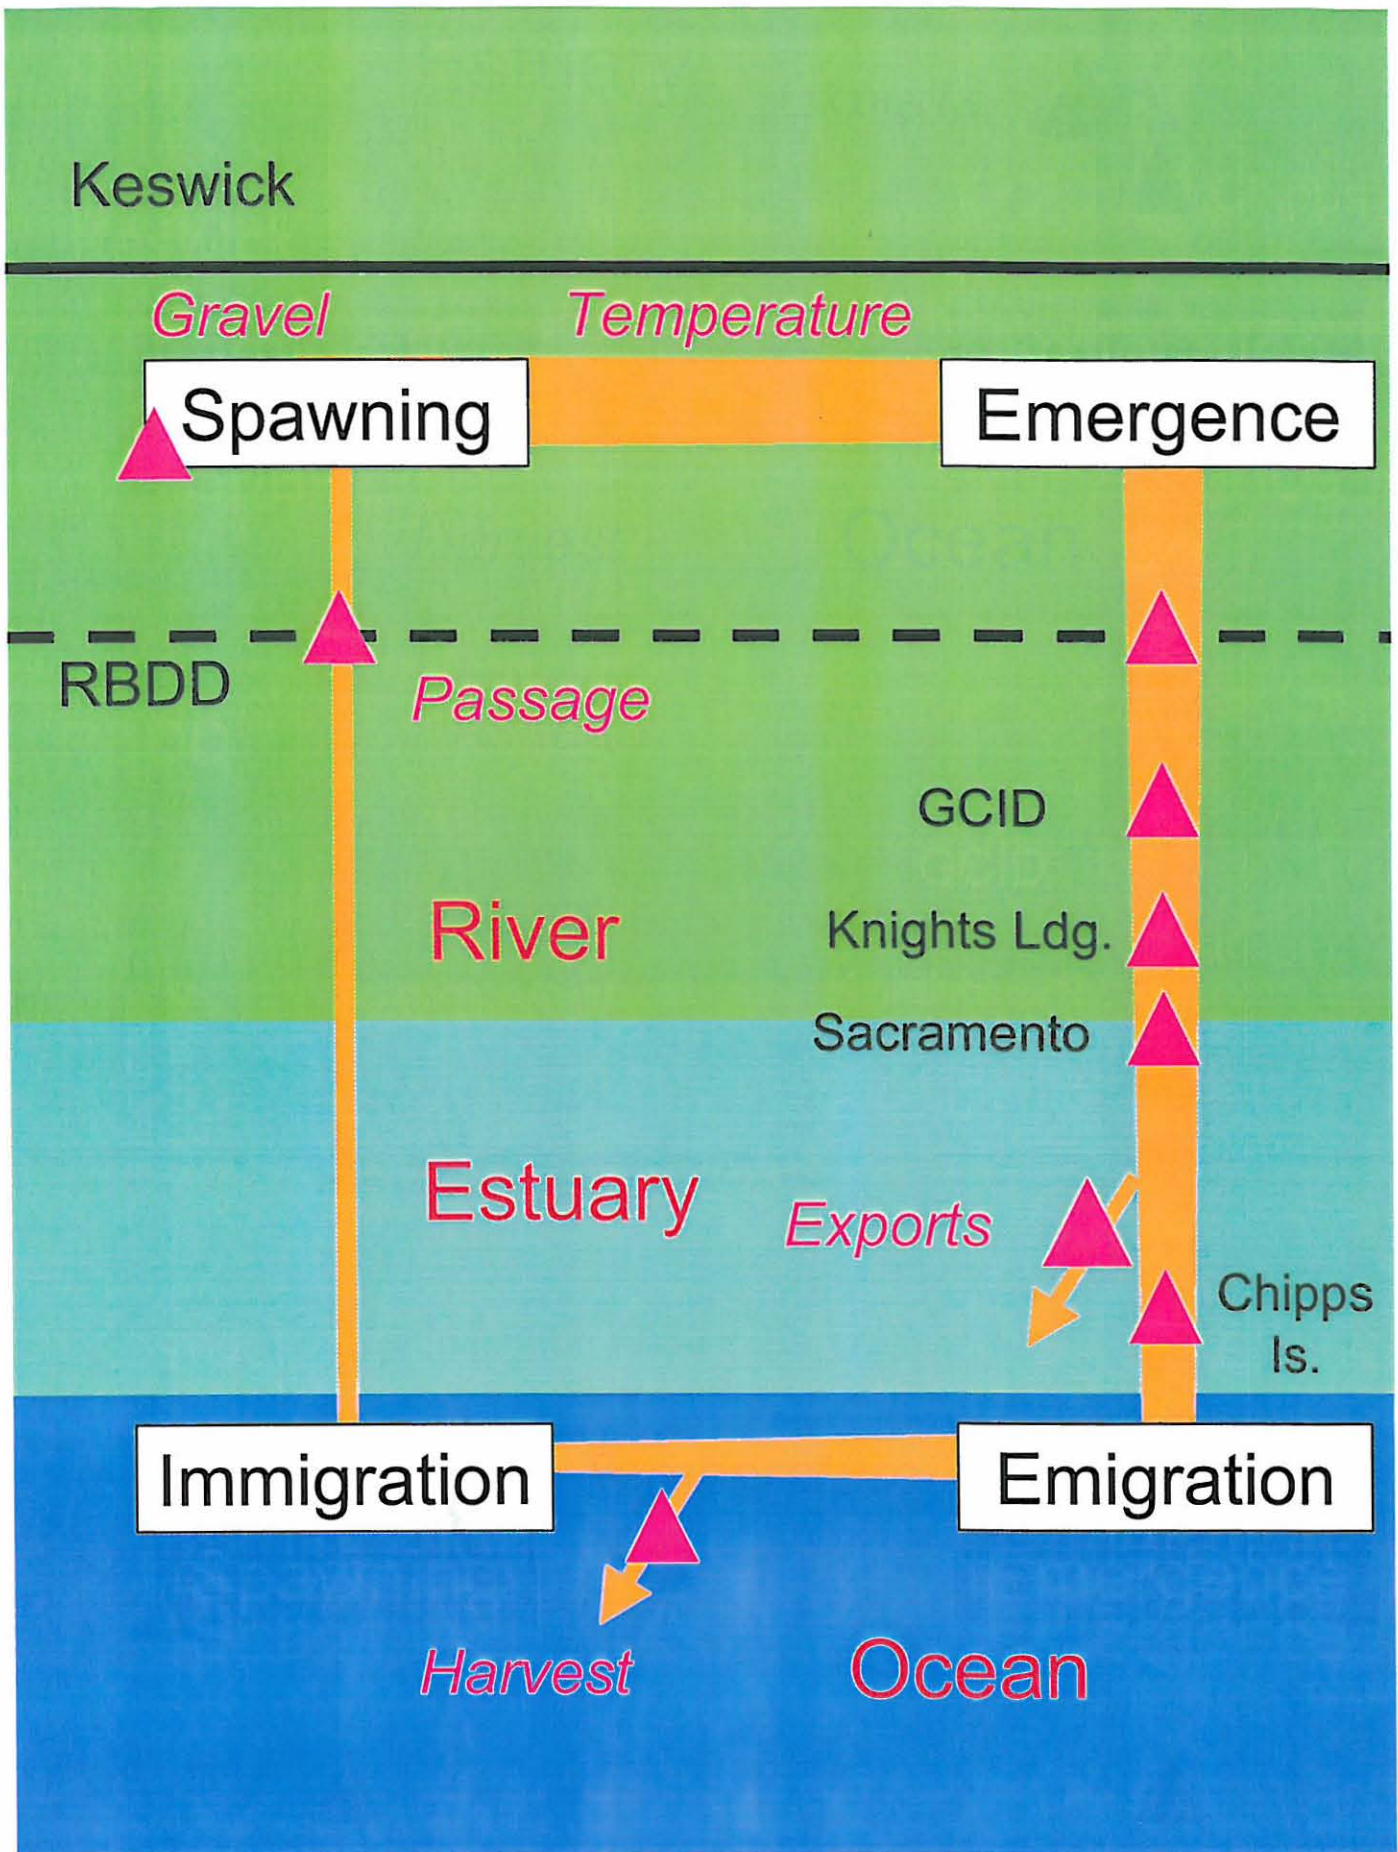 Keswick
Gravel
Temperature
Spawning
Emergence
RBDD
Passage
GCID
River
Knights Ldg.
Sacramento
Estuary
Exports
Chipps
Is.
Immigration
Emigration
Harvest
Ocean